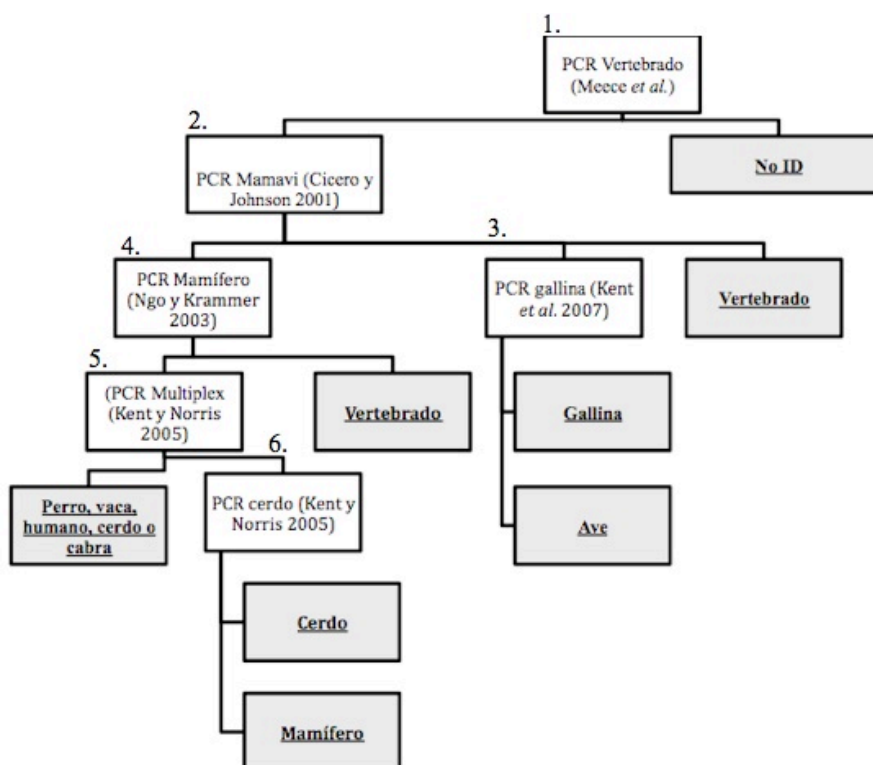 1.
PCR Vertebrado
(Meece et al.)
2.
PCR Mamavi (Cicero y
Johnson 2001)
No ID
4.
PCR Mamífero
(Ngo y Krammer
2003)
3.
PCR gallina (Kent
et al. 2007)
Vertebrado
5.
(PCR Multiplex
(Kent y Norris
2005)
Vertebrado
Gallina
6.
Perro, vaca,
humano, cerdo o
cabra
PCR cerdo (Kent y
Norris 2005)
Ave
Cerdo
Mamífero